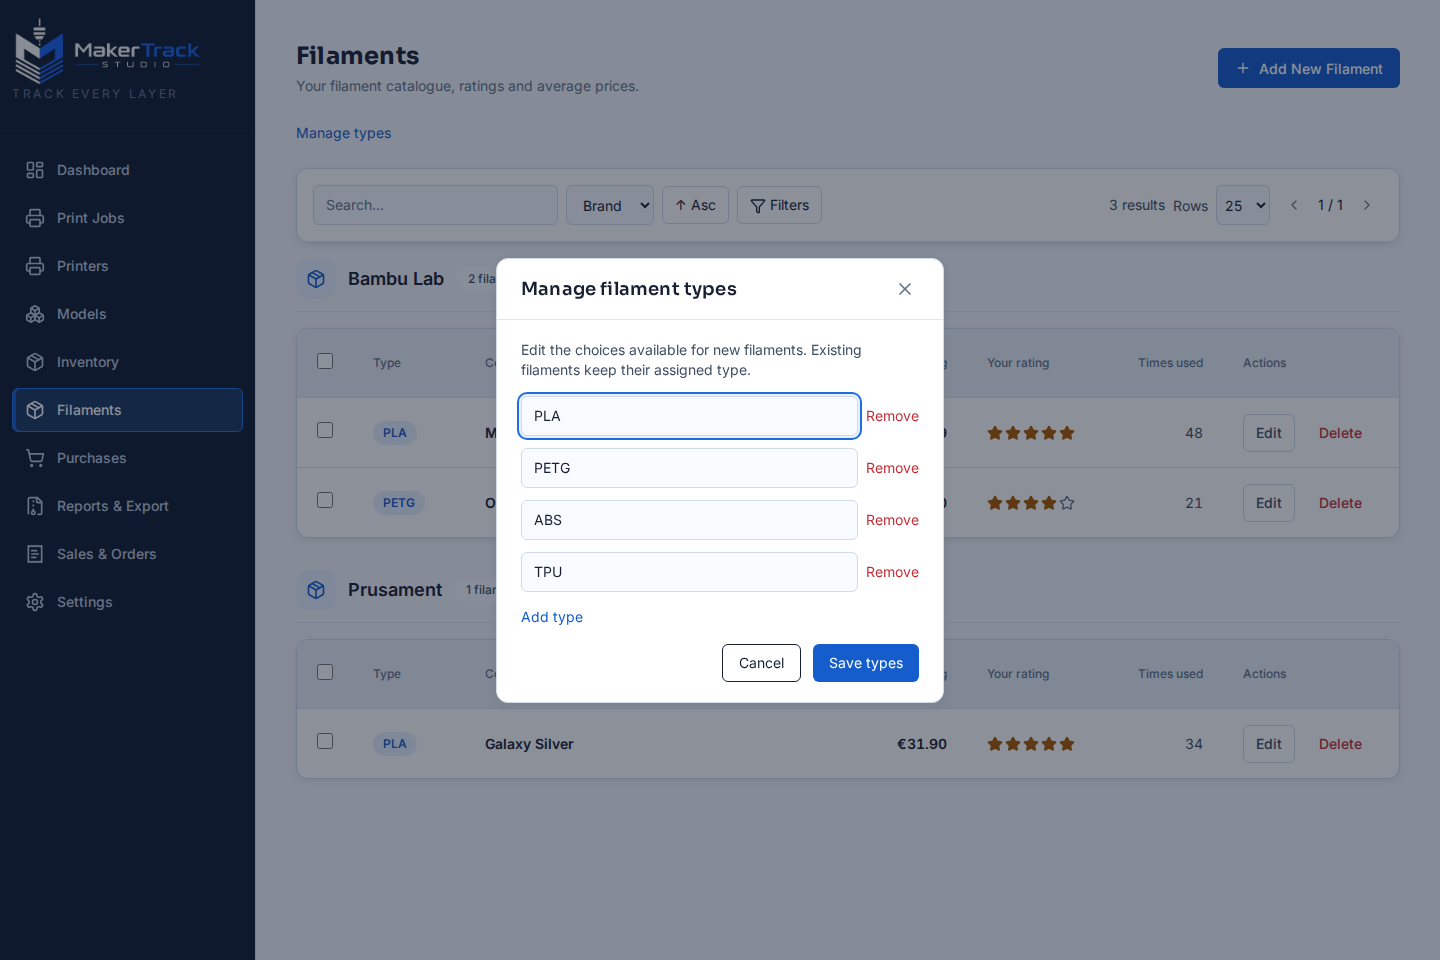 MakerTrack
STUDIO
TRACK EVERY LAYER
Dashboard
Print Jobs
Printers
Models
Inventory
Filaments
Purchases
Reports & Export
Sales & Orders
Settings
Filaments
Your filament catalogue, ratings and average prices.
Add New Filament
Manage types
Search...
Brand
↑ Asc
Filters
3 results
Rows
25
1 / 1
Bambu Lab
2 fila
Type
Your rating
Times used
Actions
PLA
48
Edit
Delete
PETG
21
Edit
Delete
Prusament
1 filam
Type
Your rating
Times used
Actions
PLA
Galaxy Silver
€31.90
34
Edit
Delete
Manage filament types
Edit the choices available for new filaments. Existing
filaments keep their assigned type.
PLA
Remove
PETG
Remove
ABS
Remove
TPU
Remove
Add type
Cancel
Save types